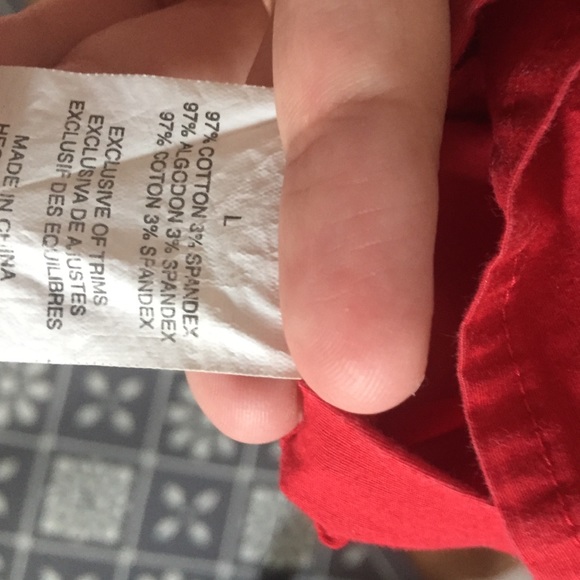 L
97% COTTON 3% SPANDEX
97% ALGODON 3% SPANDEX
97% COTON 3% SPANDEX
EXCLUSIVE OF TRIMS
EXCLUSIVA DE AJUSTES
EXCLUSIF DES EQUILIBRES
MADE IN CHINA